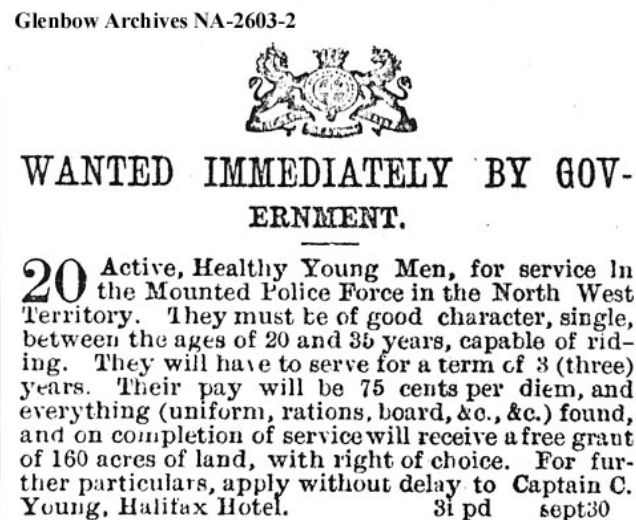 Glenbow Archives NA-2603-2
WANTED IMMEDIATELY BY GOV-
ERNMENT.
20 Active, Healthy Young Men, for service in
the Mounted Police Force in the North West
Territory. They must be of good character, single,
between the ages of 20 and 35 years, capable of rid-
ing. They will have to serve for a term of 3 (three)
years. Their pay will be 75 cents per diem, and
everything (uniform, rations, board, &c., &c.) found,
and on completion of service will receive a free grant
of 160 acres of land, with right of choice. For fur-
ther particulars, apply without delay to Captain C.
Young, Halifax Hotel. 3i pd sept30